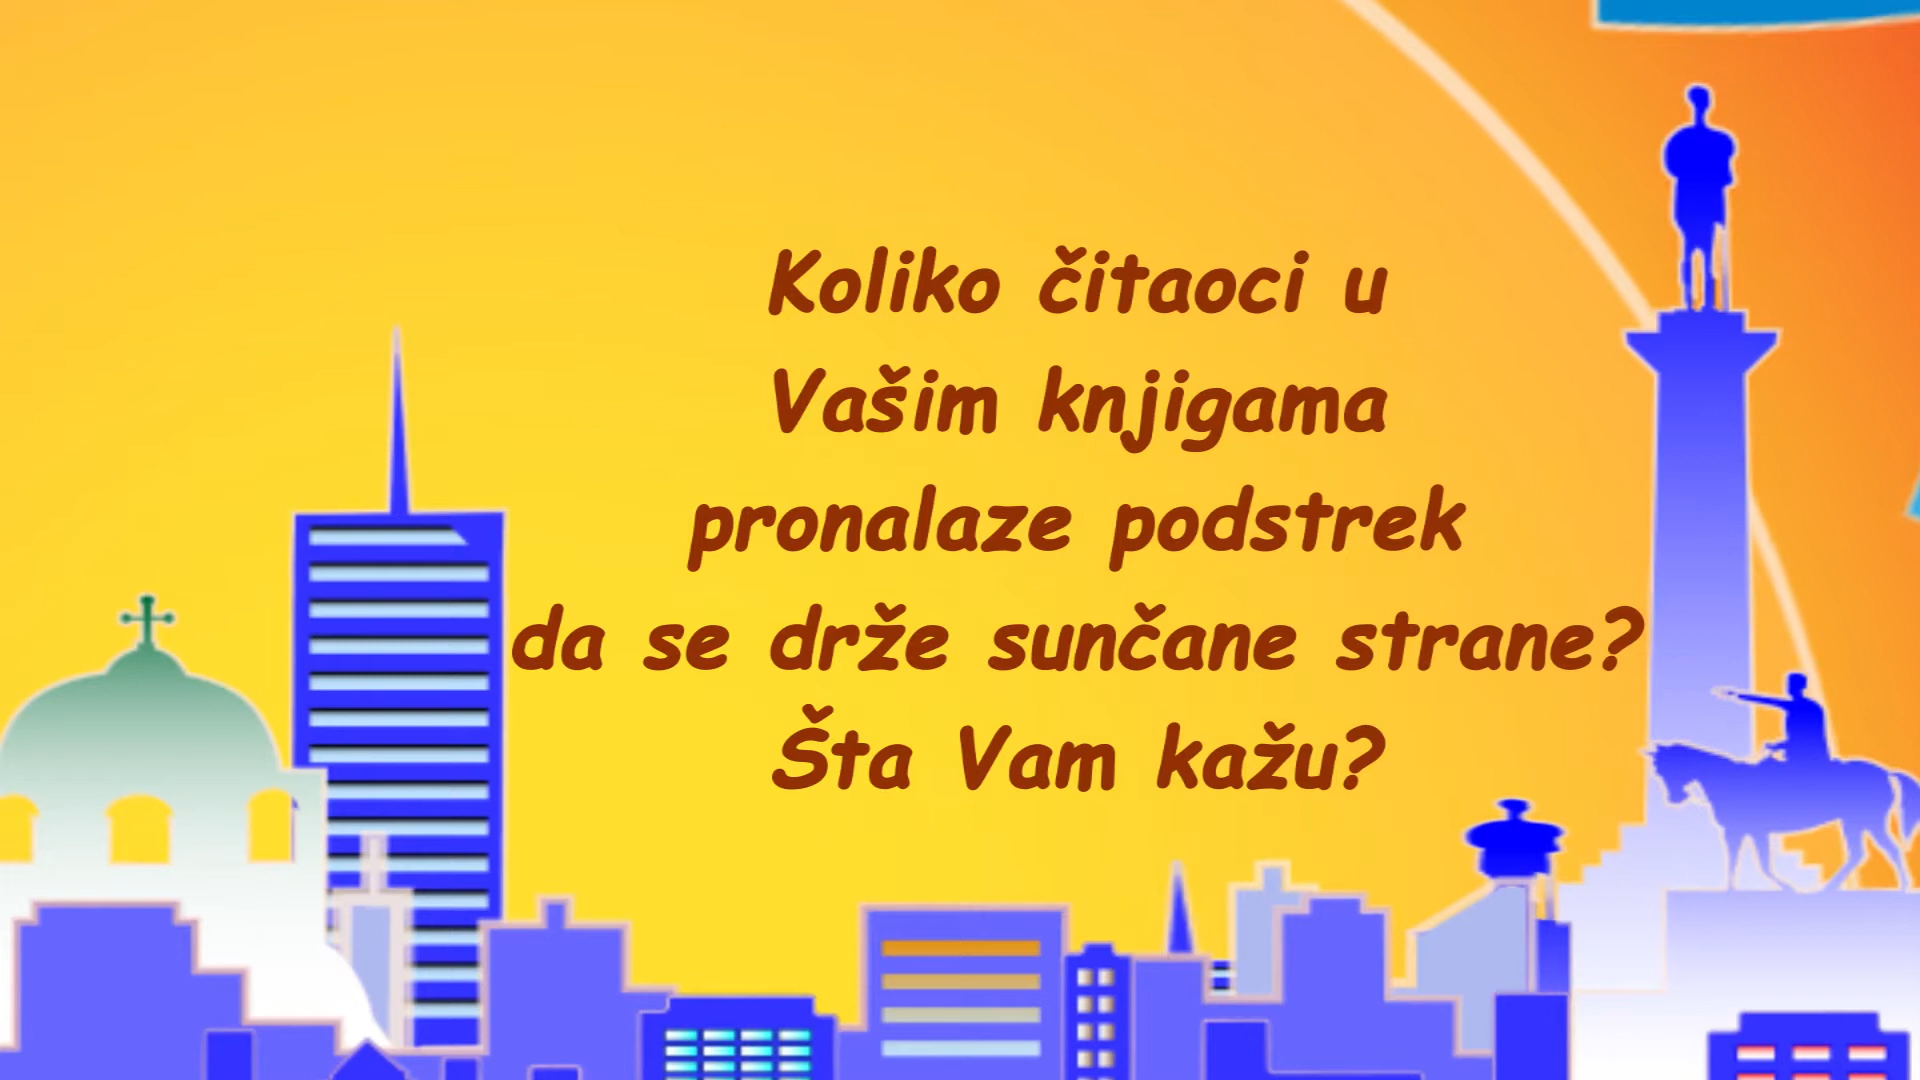 Koliko čitaoci u
Vašim knjigama
pronalaze podstrek
da se drže sunčane strane?
Šta Vam kažu?